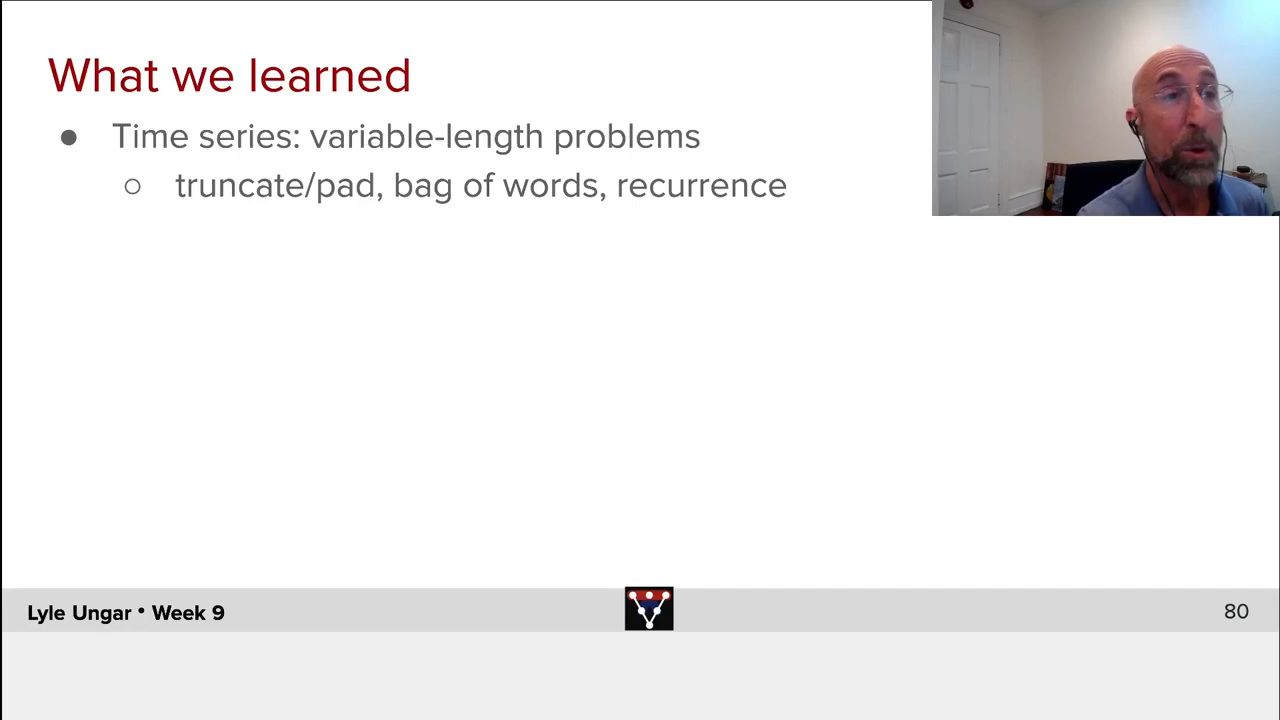 What we learned
● Time series: variable-length problems
○ truncate/pad, bag of words, recurrence
Lyle Ungar • Week 9
80